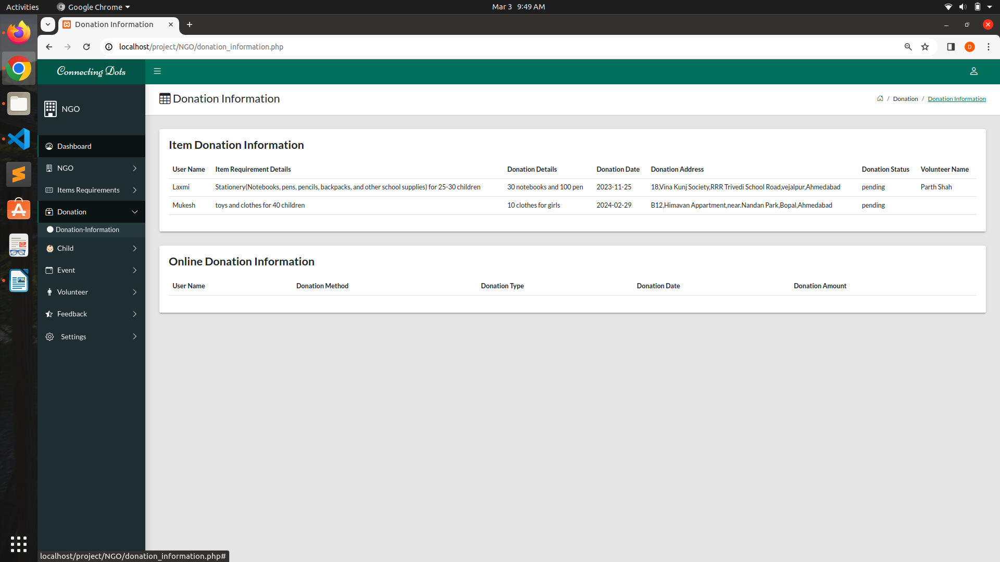 Activities
Google Chrome
Mar 3 9:49 AM
Donation Information
localhost/project/NGO/donation_information.php
D
Connecting Dots
NGO
Dashboard
NGO
Items Requirements
Donation
Donation-Information
Child
Event
Volunteer
Feedback
Settings
Donation Information
/ Donation / Donation Information
Item Donation Information
User Name Item Requirement Details Donation Details Donation Date Donation Address Donation Status Volunteer Name
Laxmi Stationery(Notebooks, pens, pencils, backpacks, and other school supplies) for 25-30 children 30 notebooks and 100 pen 2023-11-25 18,Vina Kunj Society,RRR Trivedi School Road,vejalpur,Ahmedabad pending Parth Shah
Mukesh toys and clothes for 40 children 10 clothes for girls 2024-02-29 B12,Himavan Appartment,near.Nandan Park,Bopal,Ahmedabad pending
Online Donation Information
User Name Donation Method Donation Type Donation Date Donation Amount
localhost/project/NGO/donation_information.php#